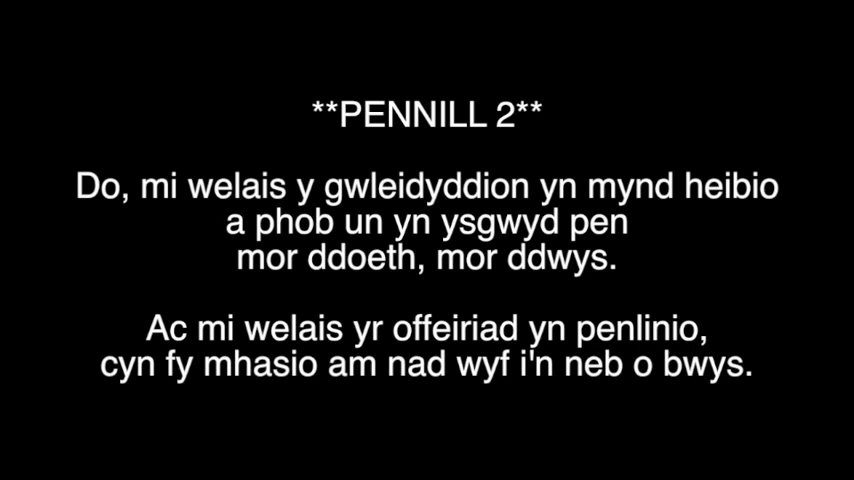 **PENNILL 2**
Do, mi welais y gwleidyddion yn mynd heibio
a phob un yn ysgwyd pen
mor ddoeth, mor ddwys.
Ac mi welais yr offeiriad yn penlinio,
cyn fy mhasio am nad wyf i'n neb o bwys.